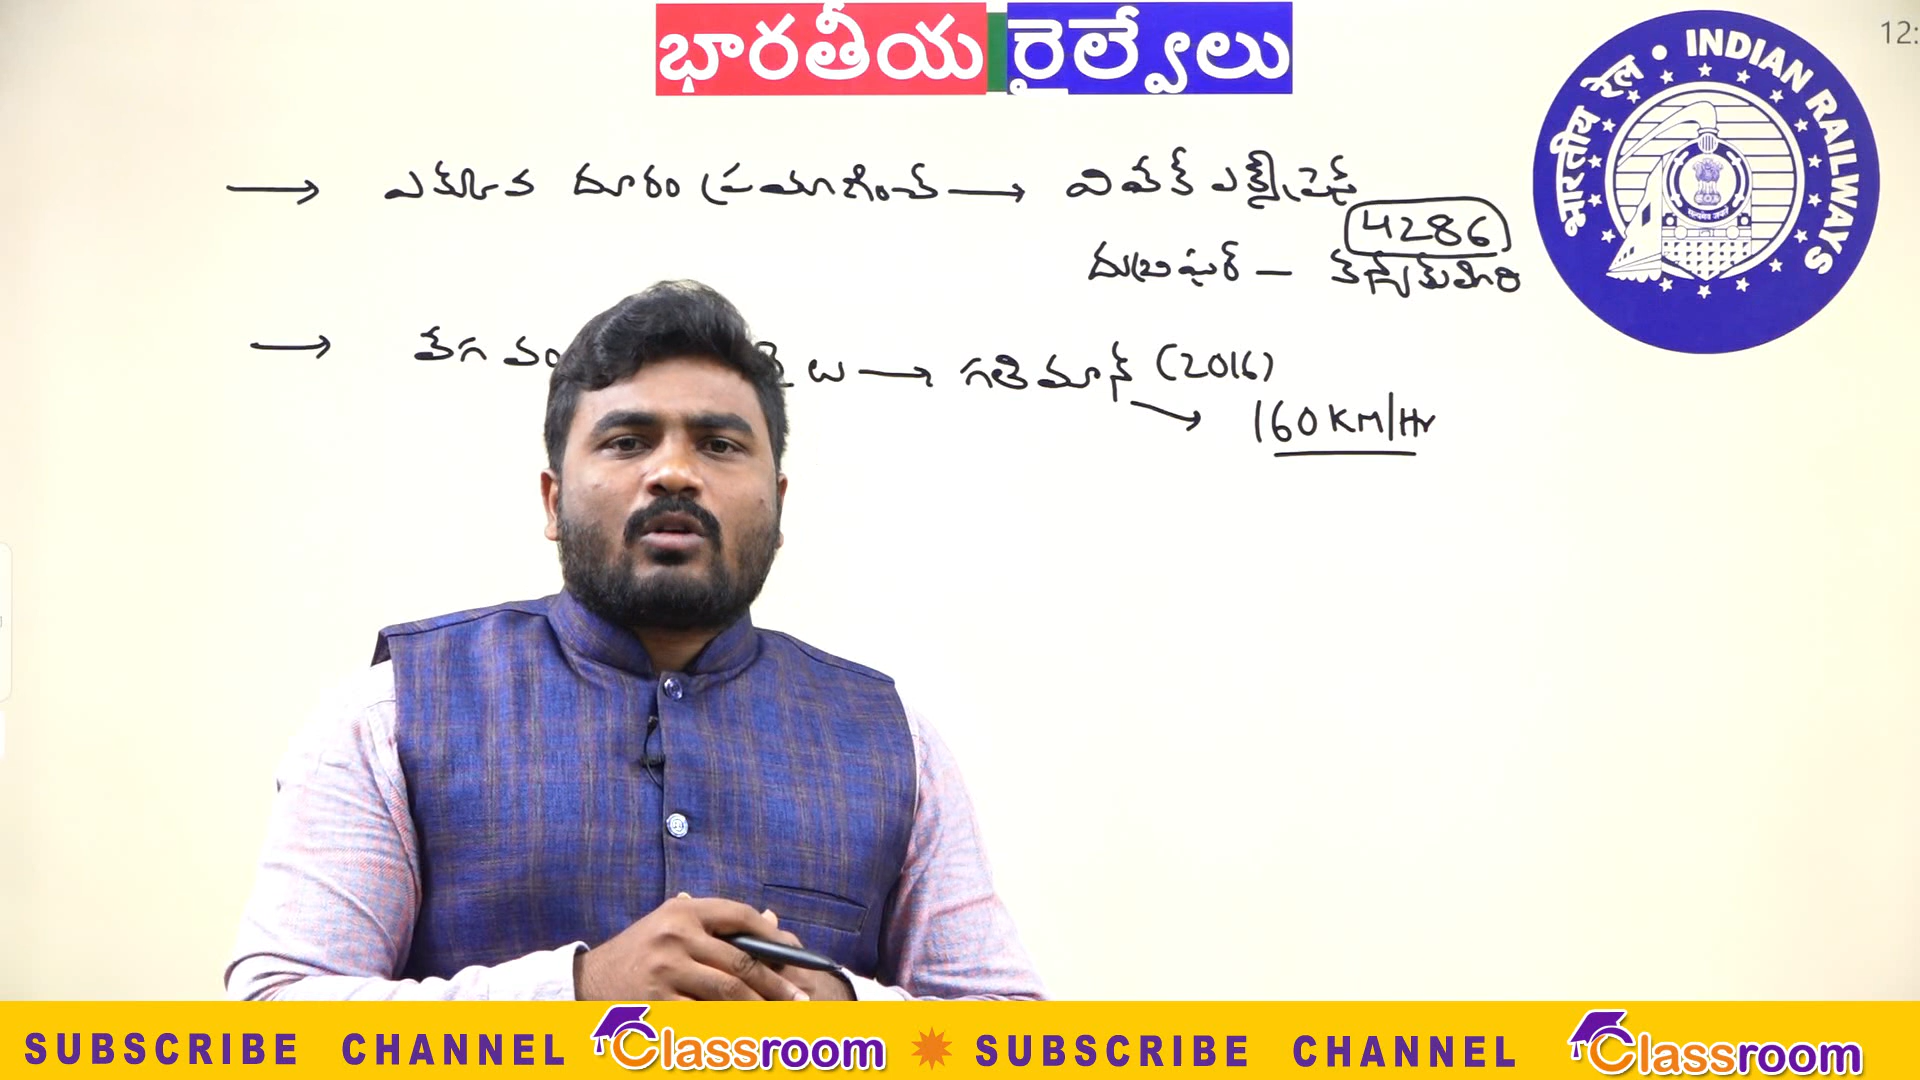 భారతీయ రైల్వేలు
12:
భారతీయ रेल • INDIAN RAILWAYS
→ ఎక్కువ దూరం ప్రయాణించే → వివేక్ ఎక్స్‌ప్రెస్
4286
దిబ్రూఘర్ — కన్యాకుమారి
→ వేగవం → గతిమాన్ (2016)
→ 160 KM/Hr
SUBSCRIBE CHANNEL Classroom SUBSCRIBE CHANNEL Classroom